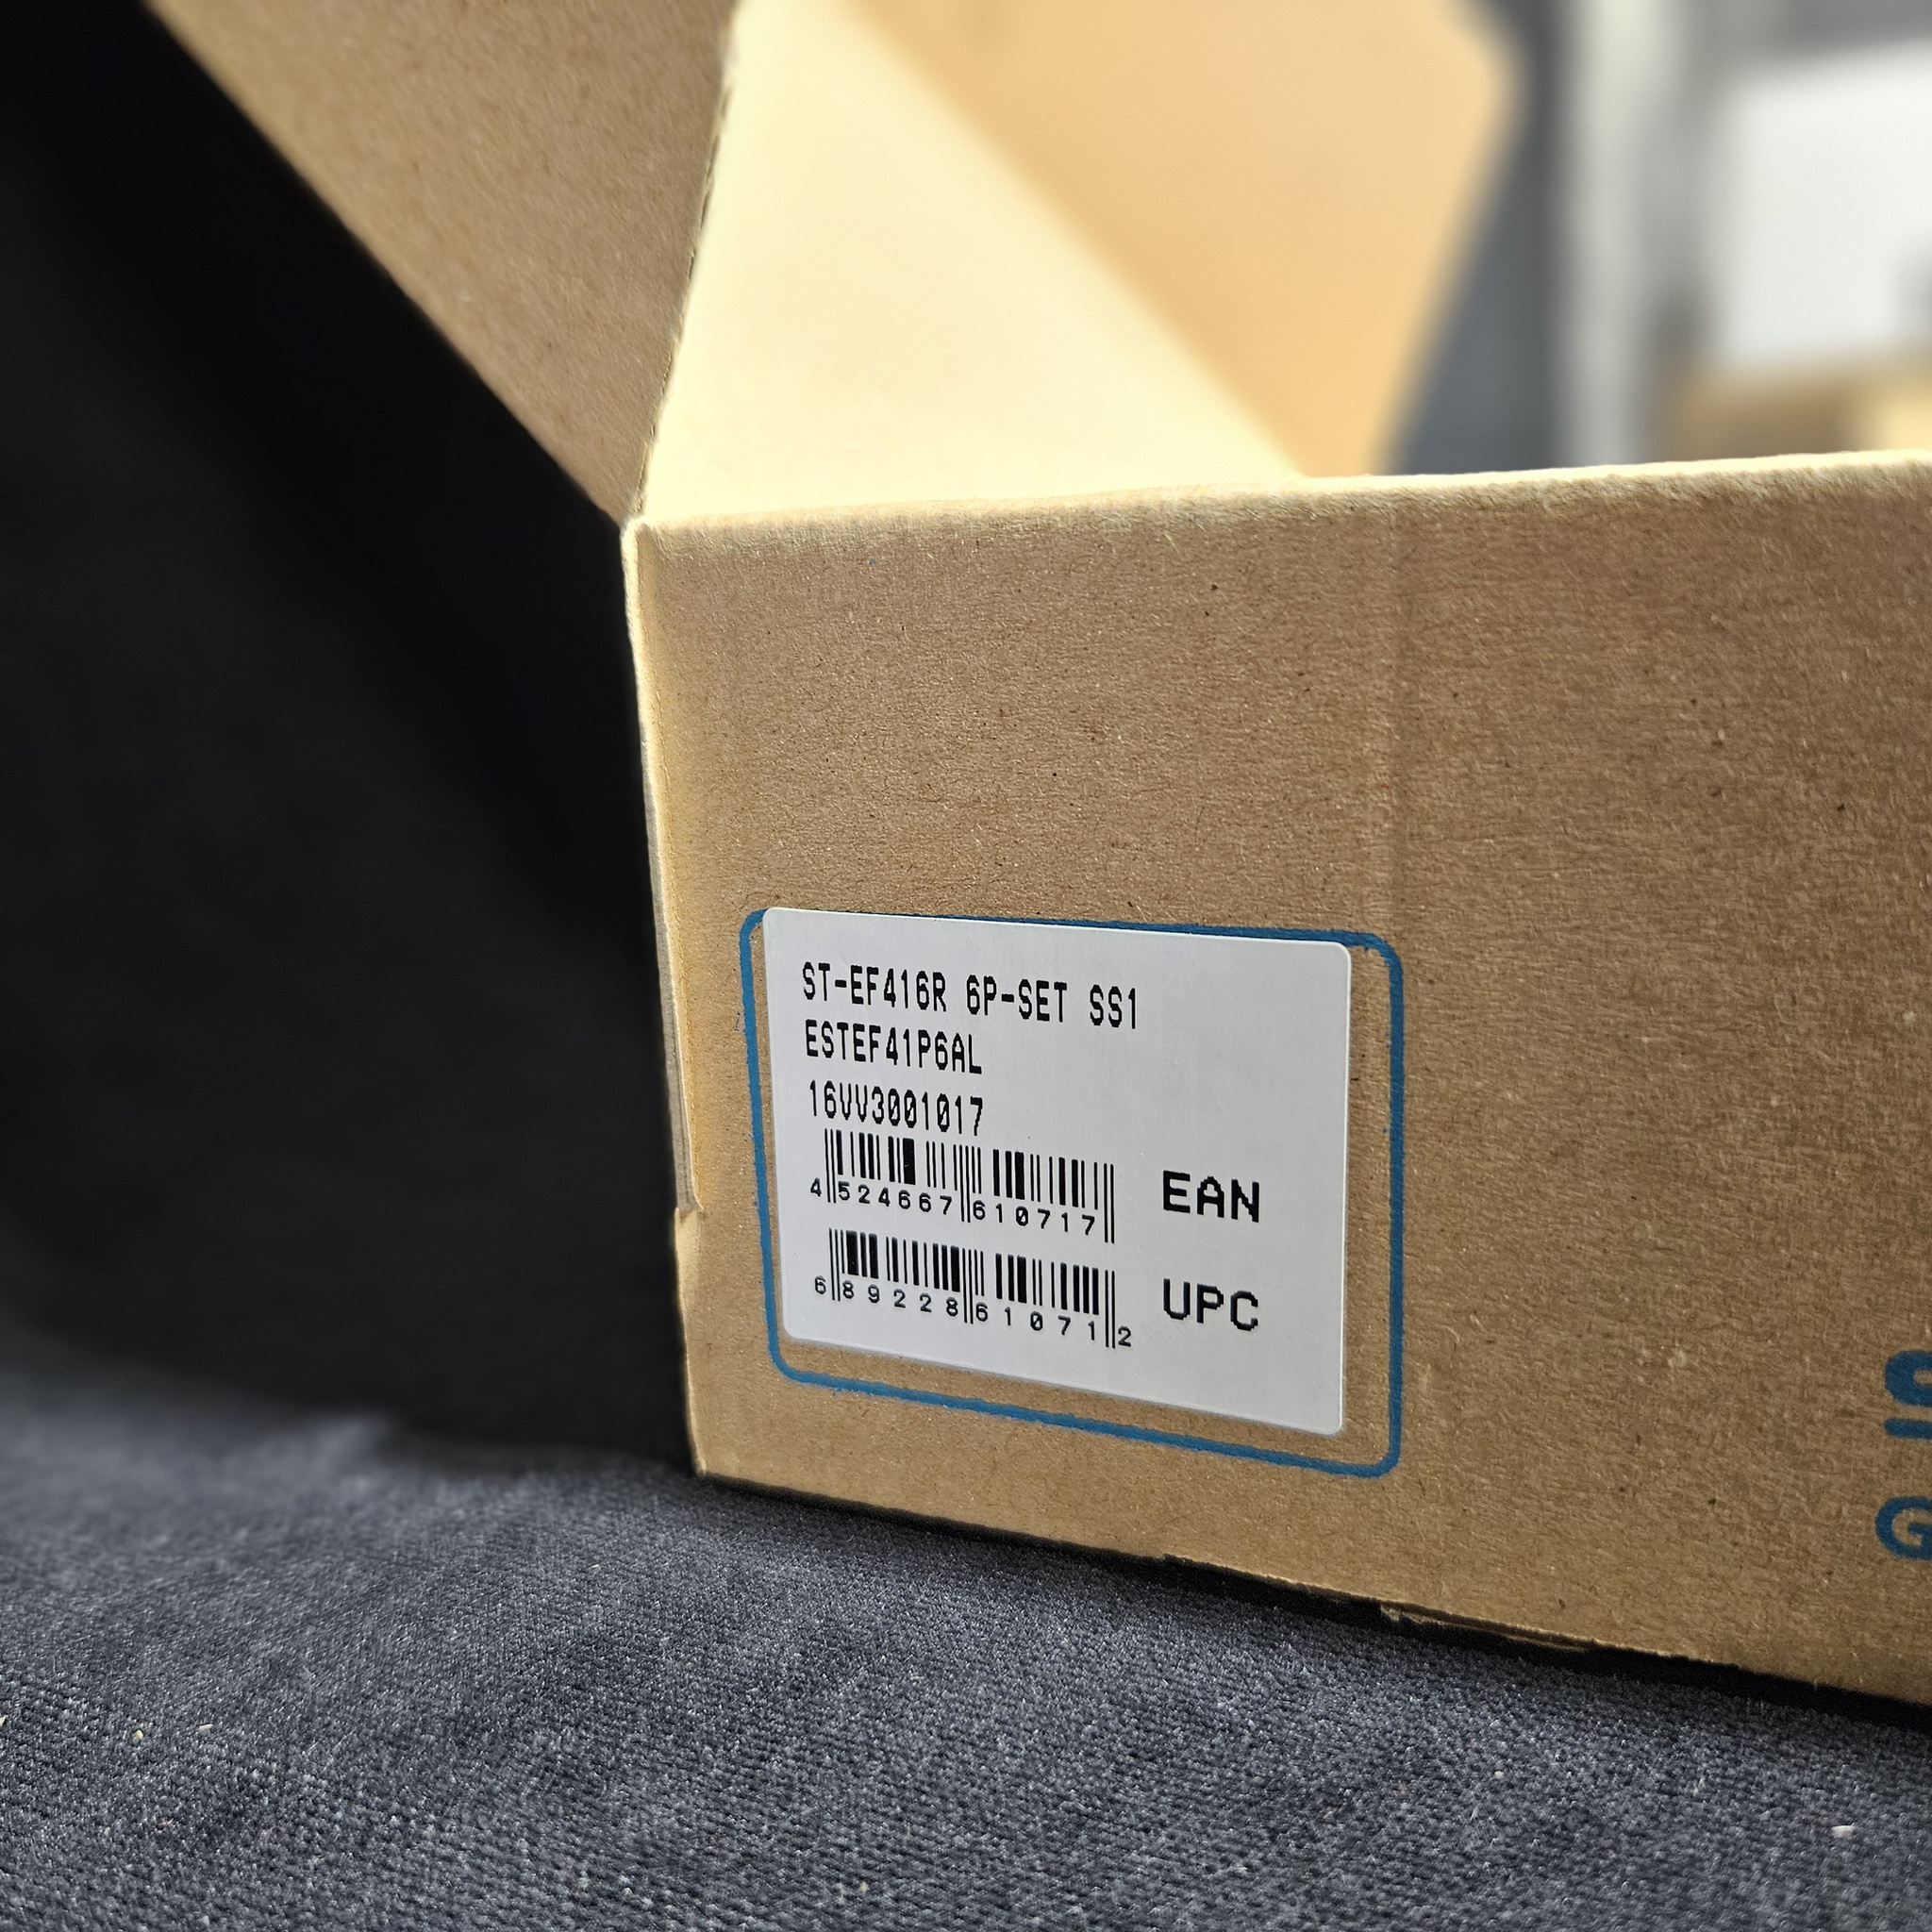 ST-EF416R 6P-SET SS1
ESTEF41P6AL
16VV3001017
4 524667 610717
EAN
6 89228 61071 2
UPC